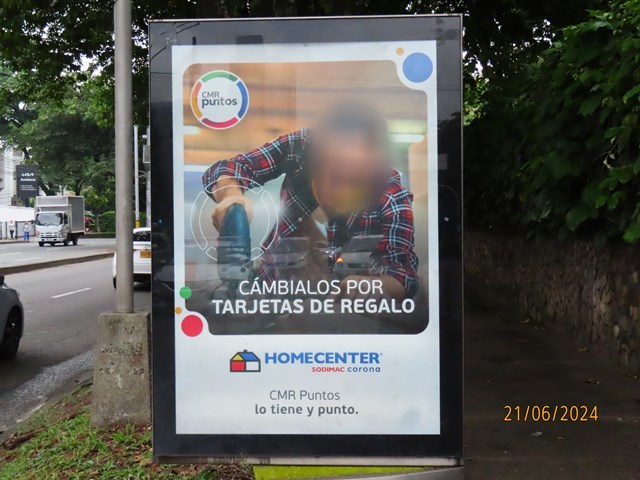 CMR
puntos
CÁMBIALOS POR
TARJETAS DE REGALO
HOMECENTER
SODIMAC corona
CMR Puntos
lo tiene y punto.
21/06/2024